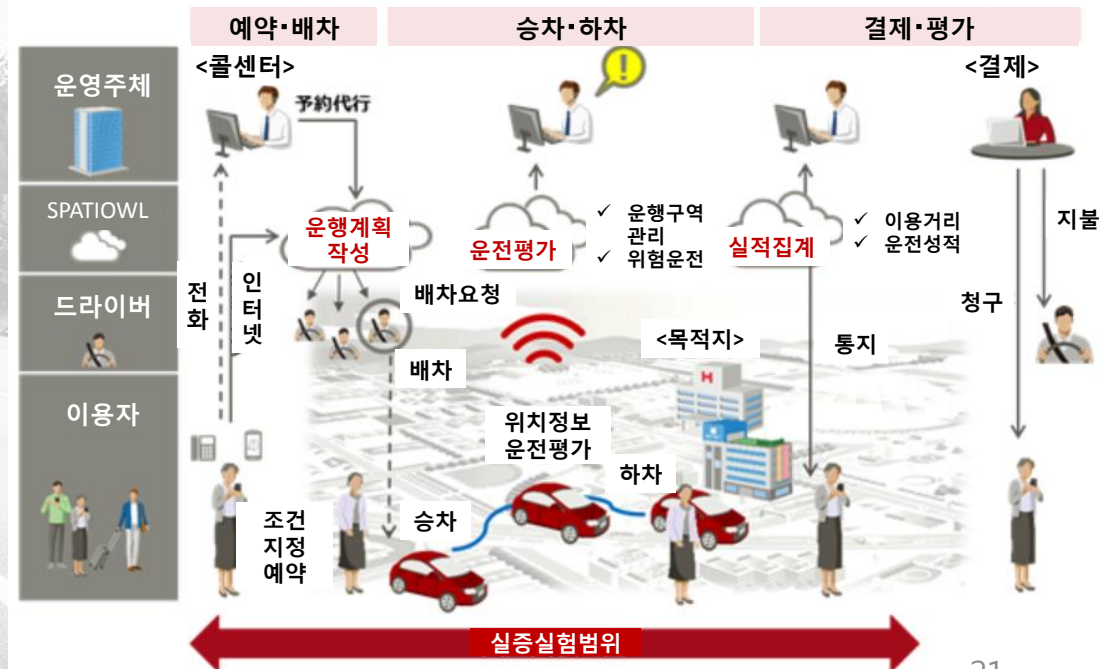 예약·배차
승차·하차
결제·평가
<콜센터>
<결제>
운영주체
予約代行
SPATIOWL
운행계획
작성
운전평가
✓ 운행구역
관리
✓ 위험운전
실적집계
✓ 이용거리
✓ 운전성적
지불
드라이버
전화
인터넷
배차요청
<목적지>
청구
통지
배차
이용자
위치정보
운전평가
하차
H
조건
지정
예약
승차
실증실험범위